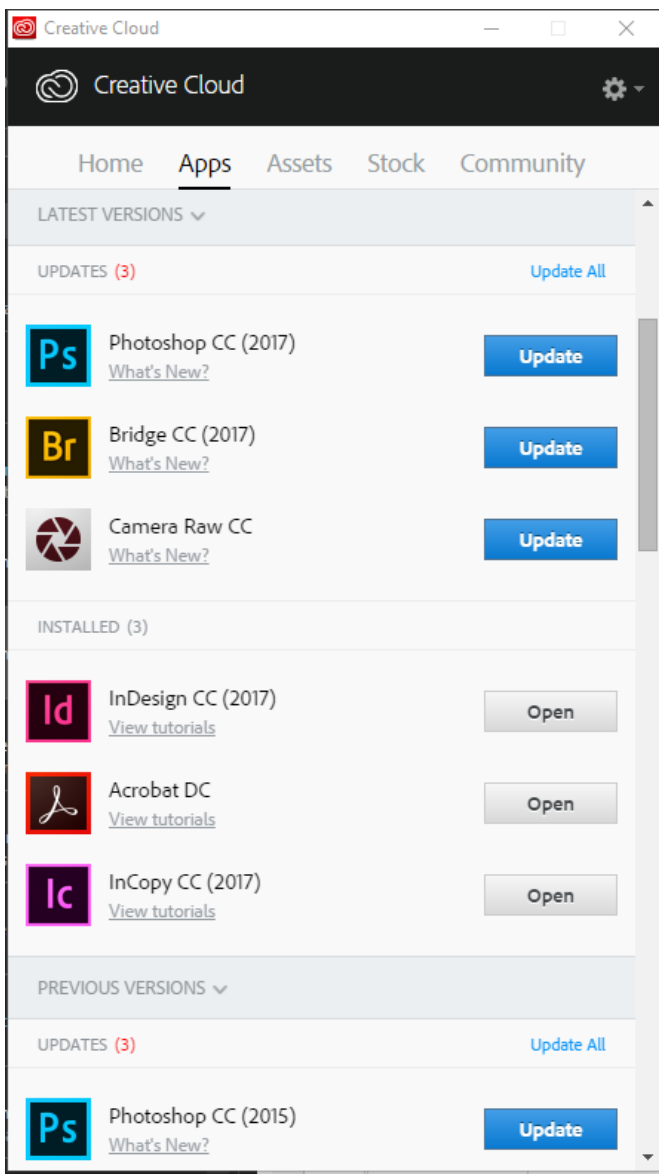 Creative Cloud
Creative Cloud
Home Apps Assets Stock Community
LATEST VERSIONS
UPDATES (3) Update All
Ps Photoshop CC (2017) Update
What's New?
Br Bridge CC (2017) Update
What's New?
Camera Raw CC Update
What's New?
INSTALLED (3)
Id InDesign CC (2017) Open
View tutorials
Acrobat DC Open
View tutorials
Ic InCopy CC (2017) Open
View tutorials
PREVIOUS VERSIONS
UPDATES (3) Update All
Ps Photoshop CC (2015) Update
What's New?